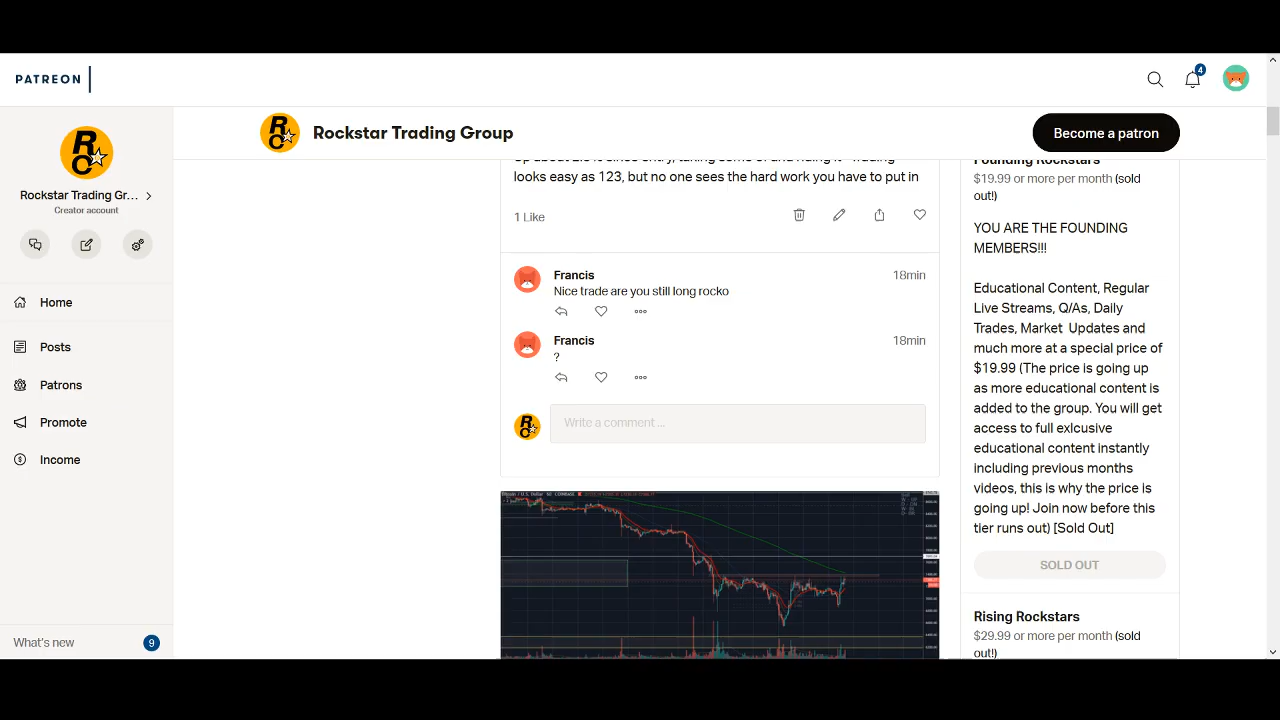 PATREON
4
Rockstar Trading Group
Become a patron
Rockstar Trading Gr...
Creator account
Home
Posts
Patrons
Promote
Income
What's new
9
looks easy as 123, but no one sees the hard work you have to put in
1 Like
Francis
18min
Nice trade are you still long rocko
Francis
18min
?
Write a comment ...
Founding Rockstars
$19.99 or more per month (sold
out!)
YOU ARE THE FOUNDING
MEMBERS!!!
Educational Content, Regular
Live Streams, Q/As, Daily
Trades, Market Updates and
much more at a special price of
$19.99 (The price is going up
as more educational content is
added to the group. You will get
access to full exlcusive
educational content instantly
including previous months
videos, this is why the price is
going up! Join now before this
tier runs out) [Sold Out]
SOLD OUT
Rising Rockstars
$29.99 or more per month (sold
out!)